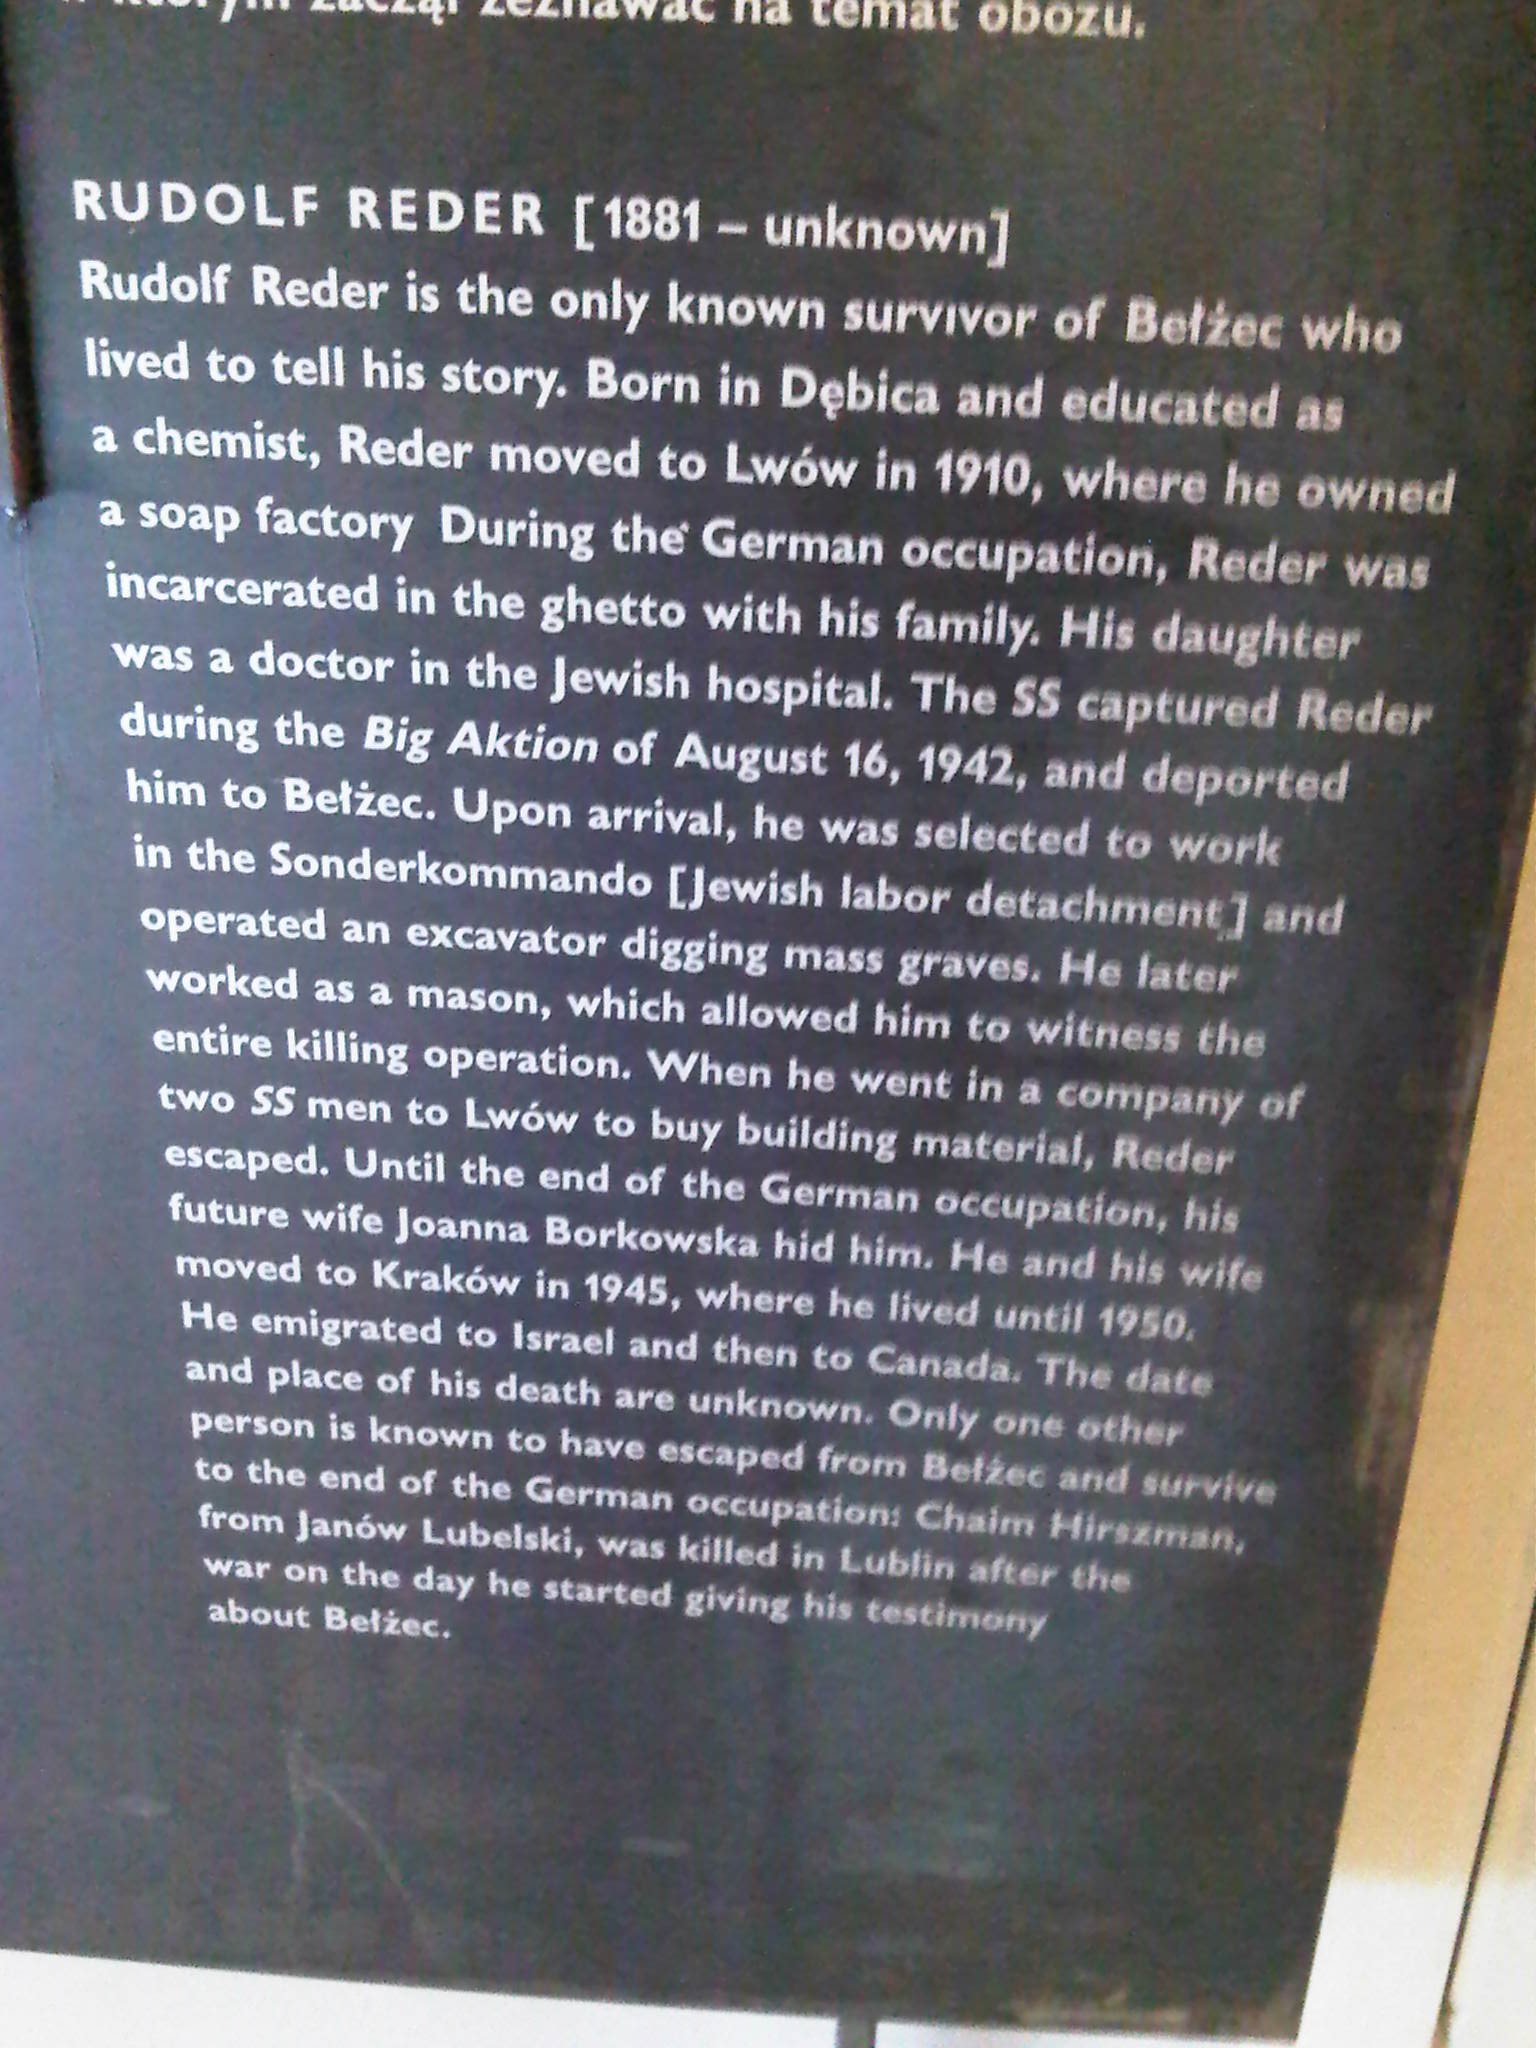 zaczął zeznawać na temat obozu.
RUDOLF REDER [1881 – unknown]
Rudolf Reder is the only known survivor of Bełżec who
lived to tell his story. Born in Dębica and educated as
a chemist, Reder moved to Lwów in 1910, where he owned
a soap factory During the German occupation, Reder was
incarcerated in the ghetto with his family. His daughter
was a doctor in the Jewish hospital. The SS captured Reder
during the Big Aktion of August 16, 1942, and deported
him to Bełżec. Upon arrival, he was selected to work
in the Sonderkommando [Jewish labor detachment] and
operated an excavator digging mass graves. He later
worked as a mason, which allowed him to witness the
entire killing operation. When he went in a company of
two SS men to Lwów to buy building material, Reder
escaped. Until the end of the German occupation, his
future wife Joanna Borkowska hid him. He and his wife
moved to Kraków in 1945, where he lived until 1950.
He emigrated to Israel and then to Canada. The date
and place of his death are unknown. Only one other
person is known to have escaped from Bełżec and survive
to the end of the German occupation: Chaim Hirszman,
from Janów Lubelski, was killed in Lublin after the
war on the day he started giving his testimony
about Bełżec.